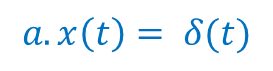 a. x(t) = δ(t)